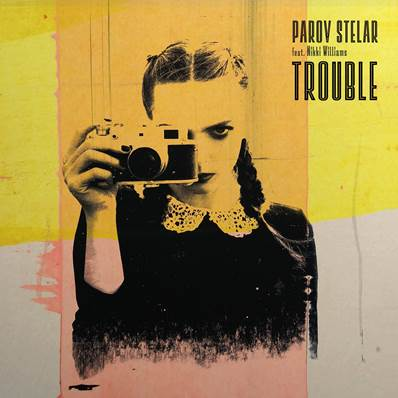 PAROV STELAR
feat. Nikki Williams
TROUBLE